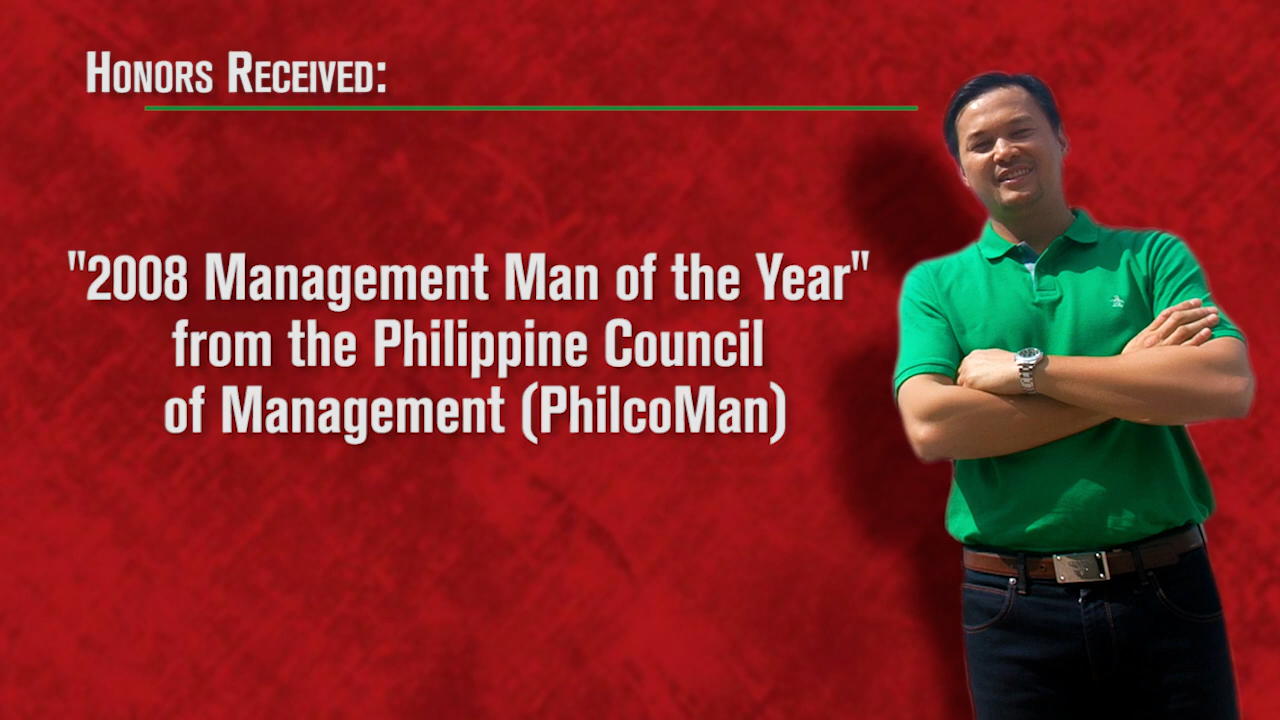 Honors Received:
"2008 Management Man of the Year"
from the Philippine Council
of Management (PhilcoMan)